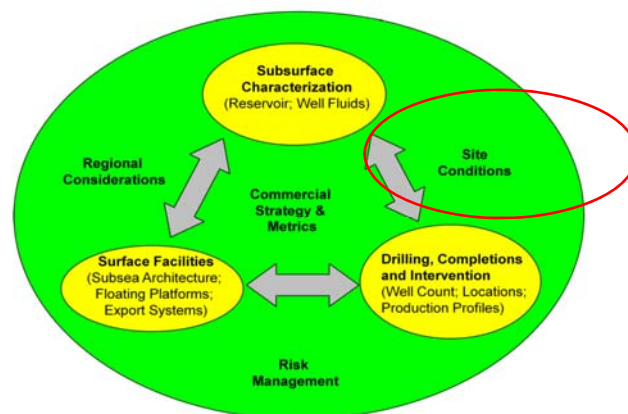 Subsurface
Characterization
(Reservoir; Well Fluids)
Regional
Considerations
Site
Conditions
Commercial
Strategy &
Metrics
Surface Facilities
(Subsea Architecture;
Floating Platforms;
Export Systems)
Drilling, Completions
and Intervention
(Well Count; Locations;
Production Profiles)
Risk
Management